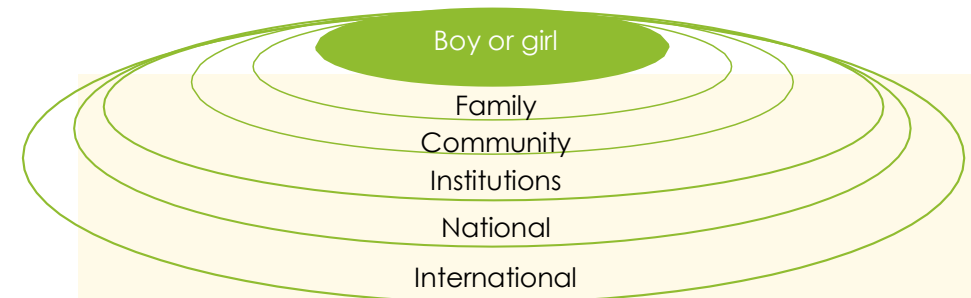 Boy or girl
Family
Community
Institutions
National
International